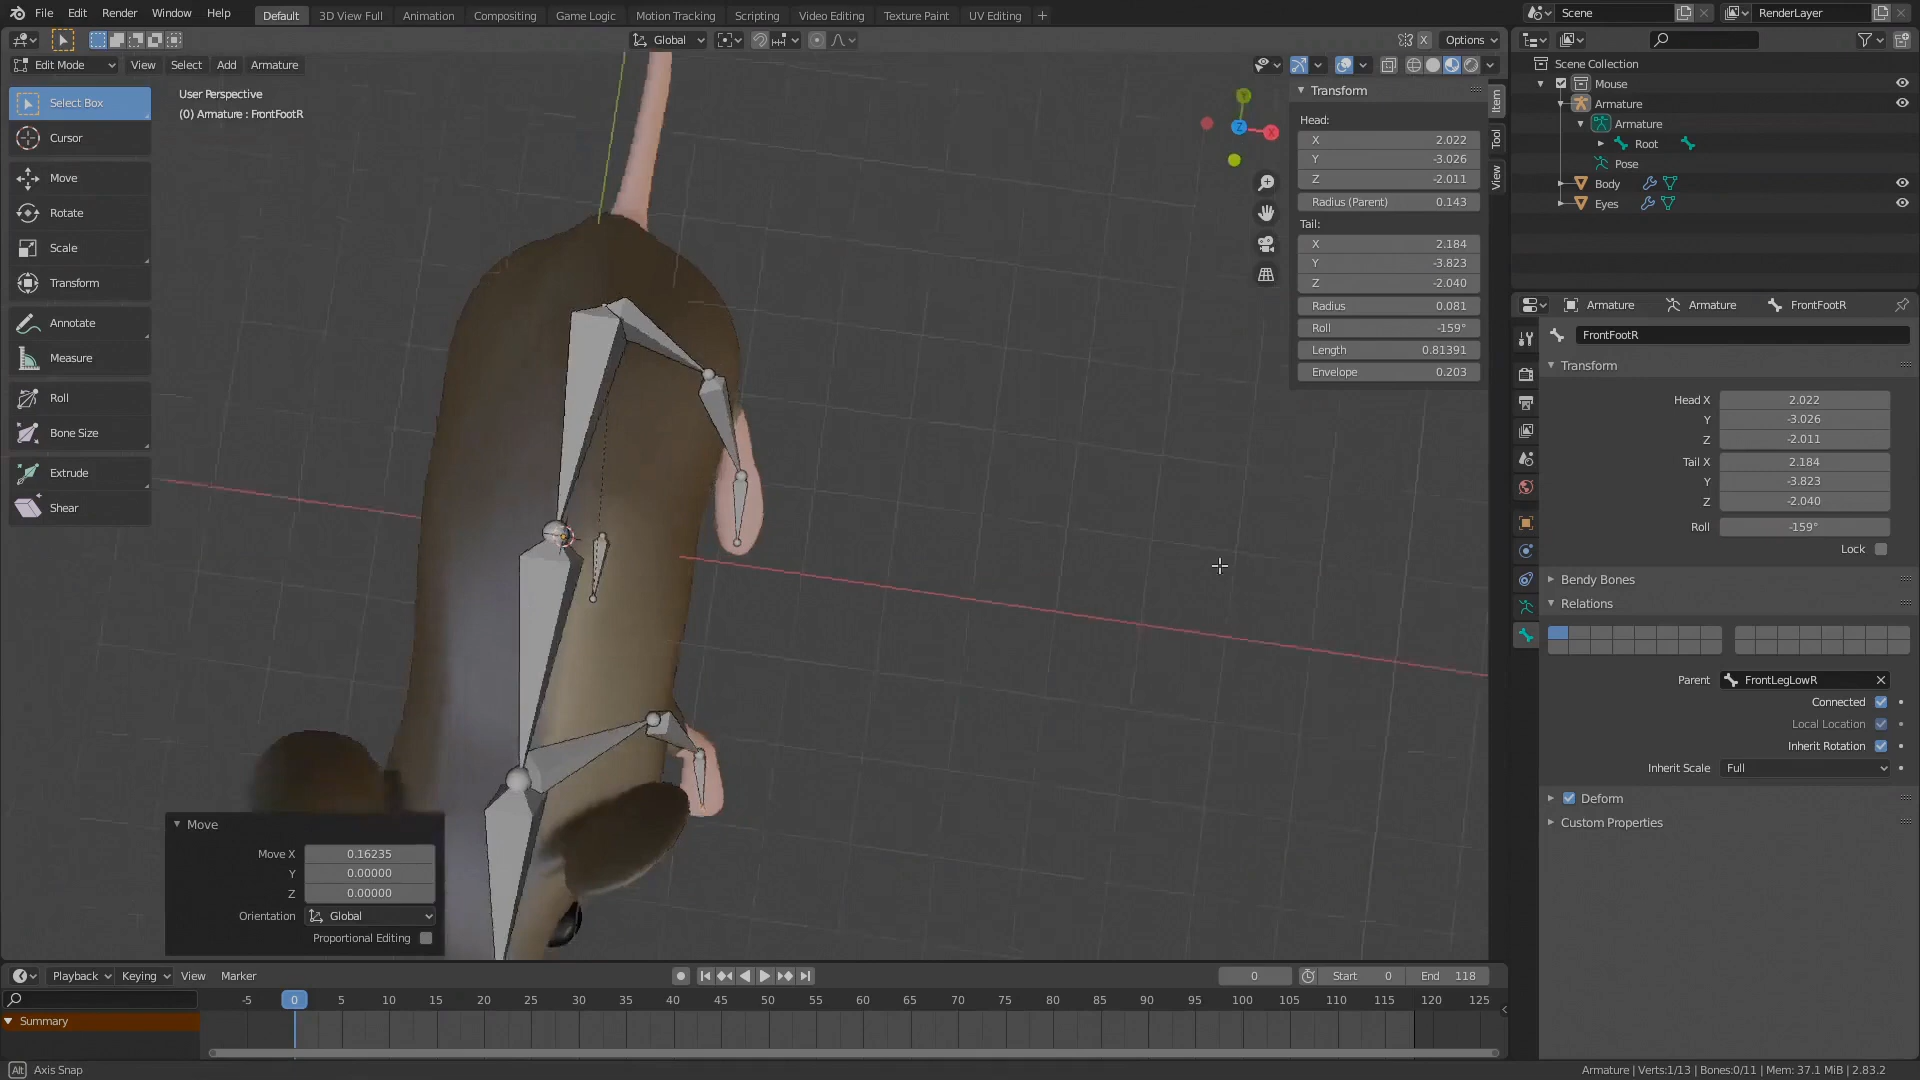 File Edit Render Window Help
Default 3D View Full Animation Compositing Game Logic Motion Tracking Scripting Video Editing Texture Paint UV Editing
Scene RenderLayer
Global X Options
Edit Mode View Select Add Armature
User Perspective
(0) Armature : FrontFootR
Select Box
Cursor
Move
Rotate
Scale
Transform
Annotate
Measure
Roll
Bone Size
Extrude
Shear
Y
Z
X
Transform
Head:
X 2.022
Y -3.026
Z -2.011
Radius (Parent) 0.143
Tail:
X 2.184
Y -3.823
Z -2.040
Radius 0.081
Roll -159°
Length 0.81391
Envelope 0.203
Item
Tool
View
Scene Collection
Mouse
Armature
Armature
Root
Pose
Body
Eyes
Armature Armature FrontFootR
FrontFootR
Transform
Head X 2.022
Y -3.026
Z -2.011
Tail X 2.184
Y -3.823
Z -2.040
Roll -159°
Lock
Bendy Bones
Relations
Parent FrontLegLowR
Connected
Local Location
Inherit Rotation
Inherit Scale Full
Deform
Custom Properties
Move
Move X 0.16235
Y 0.00000
Z 0.00000
Orientation Global
Proportional Editing
Playback Keying View Marker
0 Start 0 End 118
-5 0 5 10 15 20 25 30 35 40 45 50 55 60 65 70 75 80 85 90 95 100 105 110 115 120 125
Summary
Alt Axis Snap
Armature | Verts:1/13 | Bones:0/11 | Mem: 37.1 MiB | 2.83.2